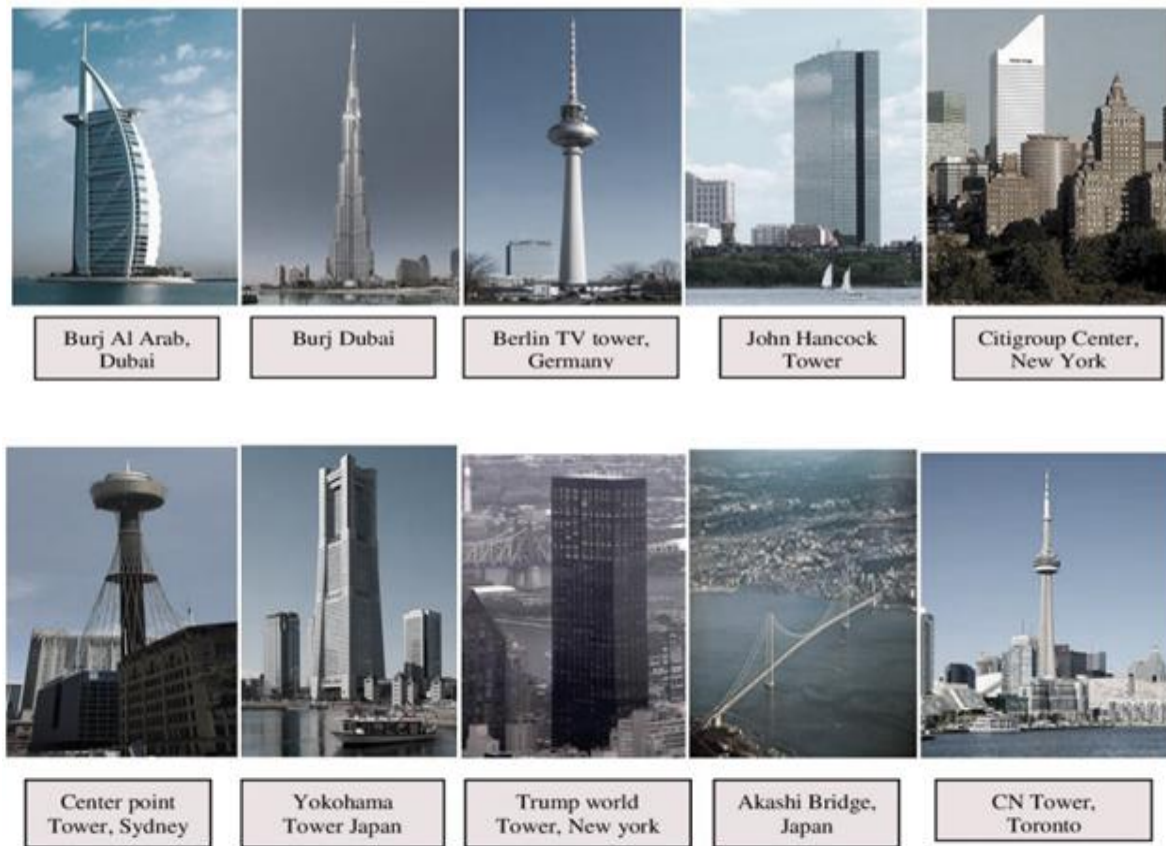 Burj Al Arab,
Dubai
Burj Dubai
Berlin TV tower,
Germany
John Hancock
Tower
Citigroup Center,
New York
Center point
Tower, Sydney
Yokohama
Tower Japan
Trump world
Tower, New york
Akashi Bridge,
Japan
CN Tower,
Toronto